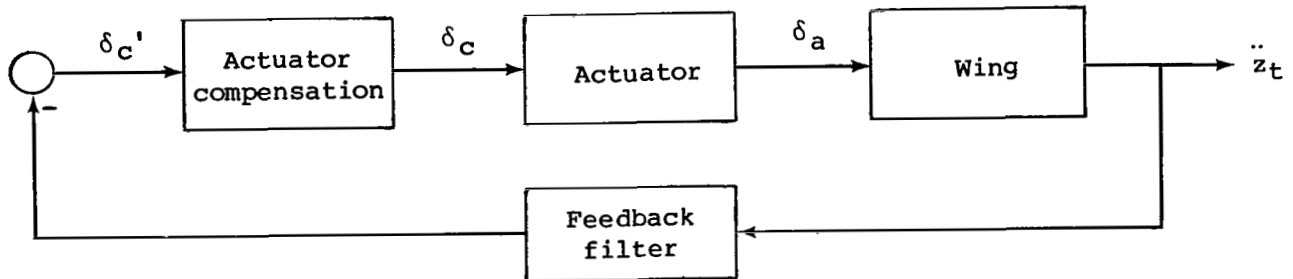 δc'
Actuator
compensation
δc
Actuator
δa
Wing
z̈t
-
Feedback
filter